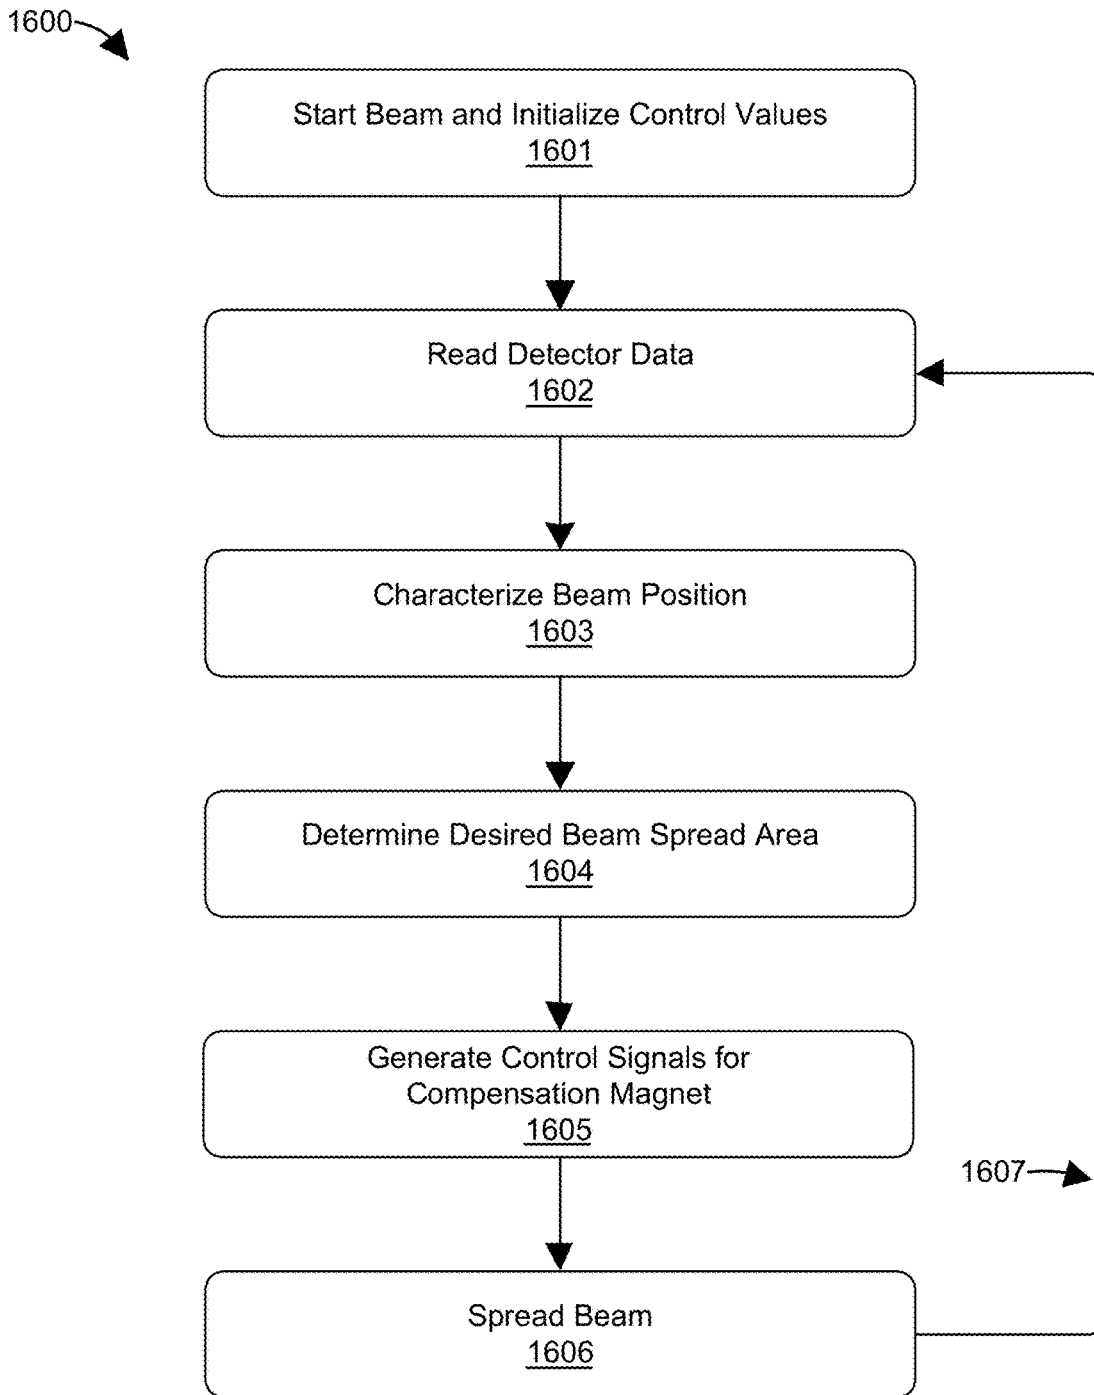 1600
Start Beam and Initialize Control Values
1601
Read Detector Data
1602
Characterize Beam Position
1603
Determine Desired Beam Spread Area
1604
Generate Control Signals for
Compensation Magnet
1605
1607
Spread Beam
1606